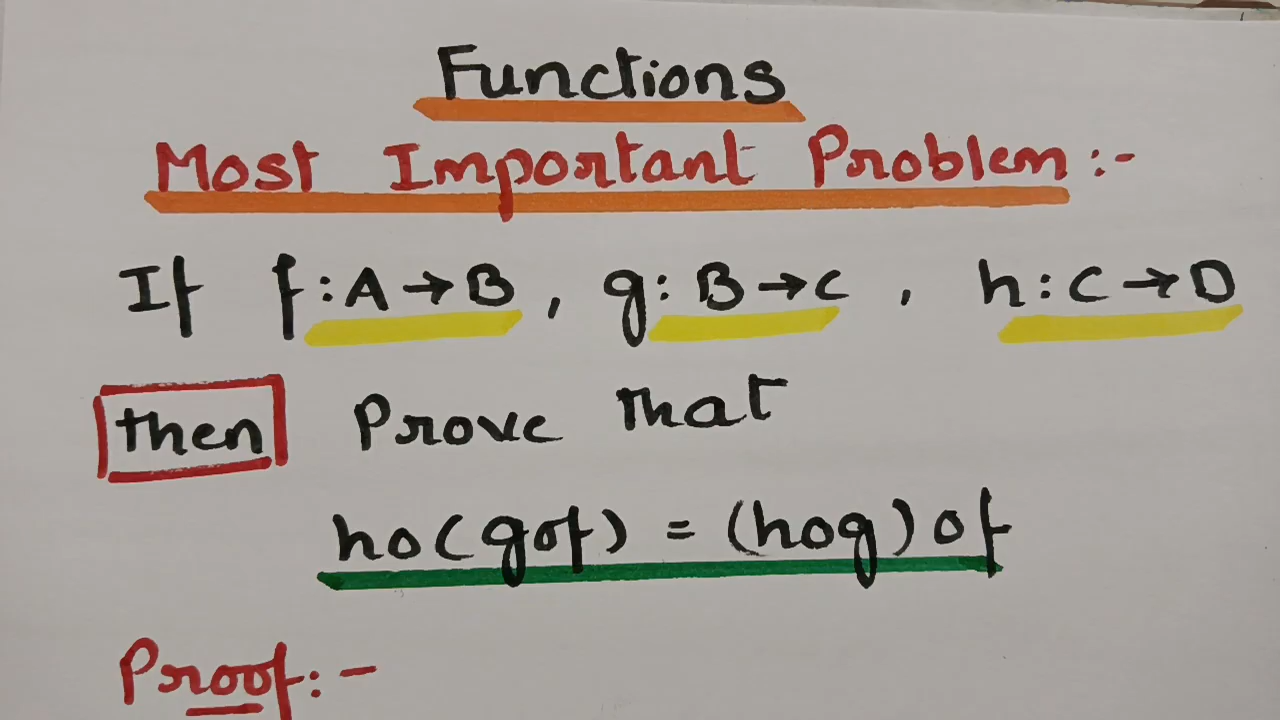 Functions
Most Important Problem :-
If f : A → B , g : B → C , h : C → D
then Prove that
ho(gof) = (hog)of
Proof :-